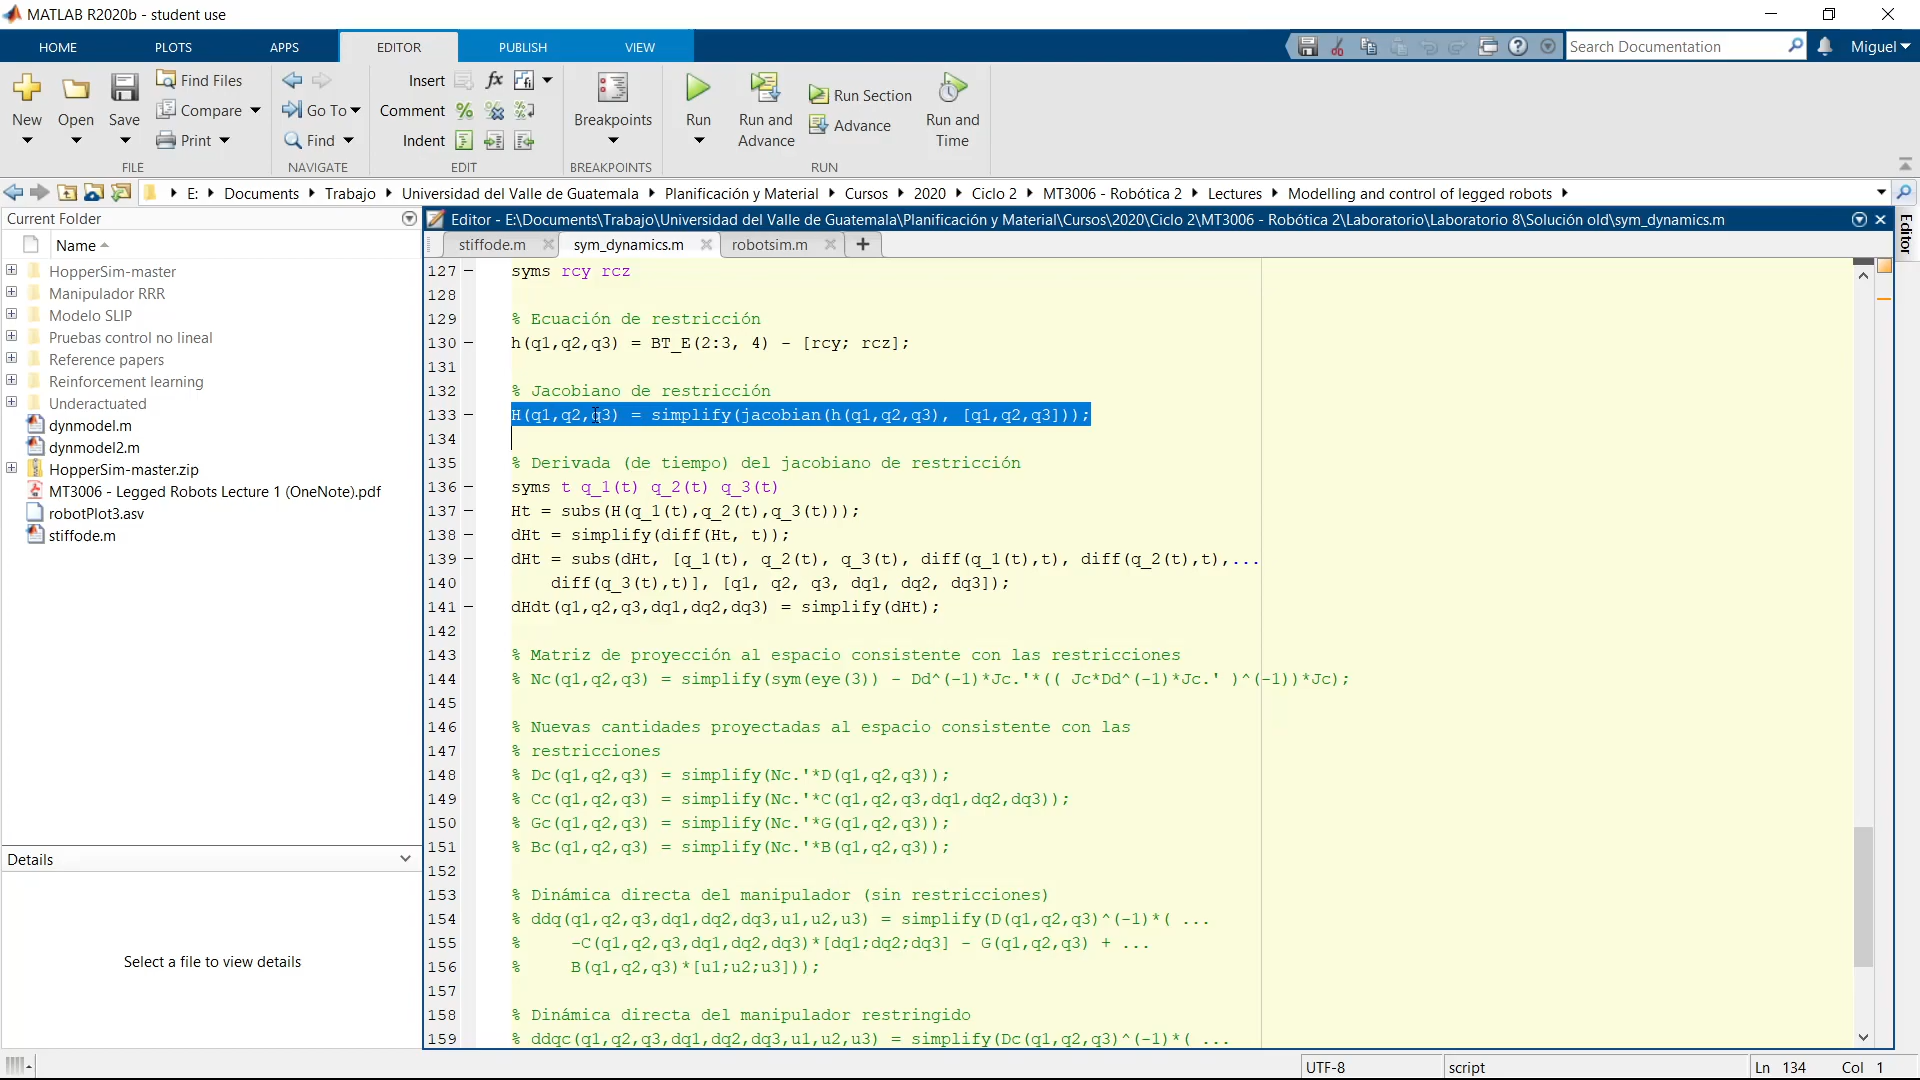 MATLAB R2020b - student use
HOME PLOTS APPS EDITOR PUBLISH VIEW
Search Documentation
Miguel
New
Open
Save
Find Files
Compare
Print
FILE
Go To
Find
NAVIGATE
Insert
Comment
Indent
EDIT
Breakpoints
BREAKPOINTS
Run
Run and Advance
Run Section
Advance
Run and Time
RUN
E: Documents Trabajo Universidad del Valle de Guatemala Planificación y Material Cursos 2020 Ciclo 2 MT3006 - Robótica 2 Lectures Modelling and control of legged robots
Current Folder
Name
HopperSim-master
Manipulador RRR
Modelo SLIP
Pruebas control no lineal
Reference papers
Reinforcement learning
Underactuated
dynmodel.m
dynmodel2.m
HopperSim-master.zip
MT3006 - Legged Robots Lecture 1 (OneNote).pdf
robotPlot3.asv
stiffode.m
Details
Select a file to view details
Editor - E:\Documents\Trabajo\Universidad del Valle de Guatemala\Planificación y Material\Cursos\2020\Ciclo 2\MT3006 - Robótica 2\Laboratorio\Laboratorio 8\Solución old\sym_dynamics.m
Editor
stiffode.m sym_dynamics.m robotsim.m
127 syms rcy rcz
128
129 % Ecuación de restricción
130 h(q1,q2,q3) = BT_E(2:3, 4) - [rcy; rcz];
131
132 % Jacobiano de restricción
133 H(q1,q2,q3) = simplify(jacobian(h(q1,q2,q3), [q1,q2,q3]));
134
135 % Derivada (de tiempo) del jacobiano de restricción
136 syms t q_1(t) q_2(t) q_3(t)
137 Ht = subs(H(q_1(t),q_2(t),q_3(t)));
138 dHt = simplify(diff(Ht, t));
139 dHt = subs(dHt, [q_1(t), q_2(t), q_3(t), diff(q_1(t),t), diff(q_2(t),t),...
140 diff(q_3(t),t)], [q1, q2, q3, dq1, dq2, dq3]);
141 dHdt(q1,q2,q3,dq1,dq2,dq3) = simplify(dHt);
142
143 % Matriz de proyección al espacio consistente con las restricciones
144 % Nc(q1,q2,q3) = simplify(sym(eye(3)) - Dd^(-1)*Jc.'*(( Jc*Dd^(-1)*Jc.' )^(-1))*Jc);
145
146 % Nuevas cantidades proyectadas al espacio consistente con las
147 % restricciones
148 % Dc(q1,q2,q3) = simplify(Nc.'*D(q1,q2,q3));
149 % Cc(q1,q2,q3) = simplify(Nc.'*C(q1,q2,q3,dq1,dq2,dq3));
150 % Gc(q1,q2,q3) = simplify(Nc.'*G(q1,q2,q3));
151 % Bc(q1,q2,q3) = simplify(Nc.'*B(q1,q2,q3));
152
153 % Dinámica directa del manipulador (sin restricciones)
154 % ddq(q1,q2,q3,dq1,dq2,dq3,u1,u2,u3) = simplify(D(q1,q2,q3)^(-1)*( ...
155 % -C(q1,q2,q3,dq1,dq2,dq3)*[dq1;dq2;dq3] - G(q1,q2,q3) + ...
156 % B(q1,q2,q3)*[u1;u2;u3]));
157
158 % Dinámica directa del manipulador restringido
159 % ddqc(q1,q2,q3,dq1,dq2,dq3,u1,u2,u3) = simplify(Dc(q1,q2,q3)^(-1)*( ...
UTF-8 script Ln 134 Col 1